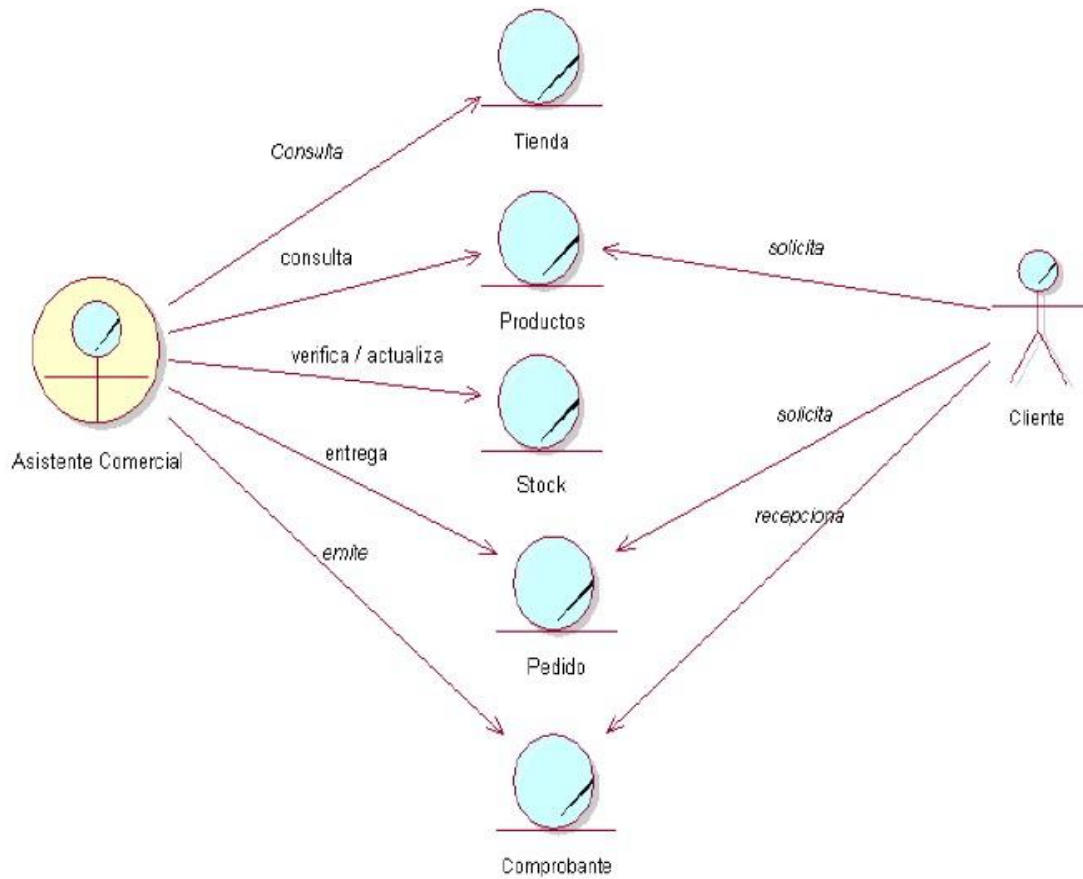 Tienda
Consulta
consulta
solicita
Productos
verifica / actualiza
Cliente
solicita
entrega
Asistente Comercial
Stock
recepciona
emite
Pedido
Comprobante